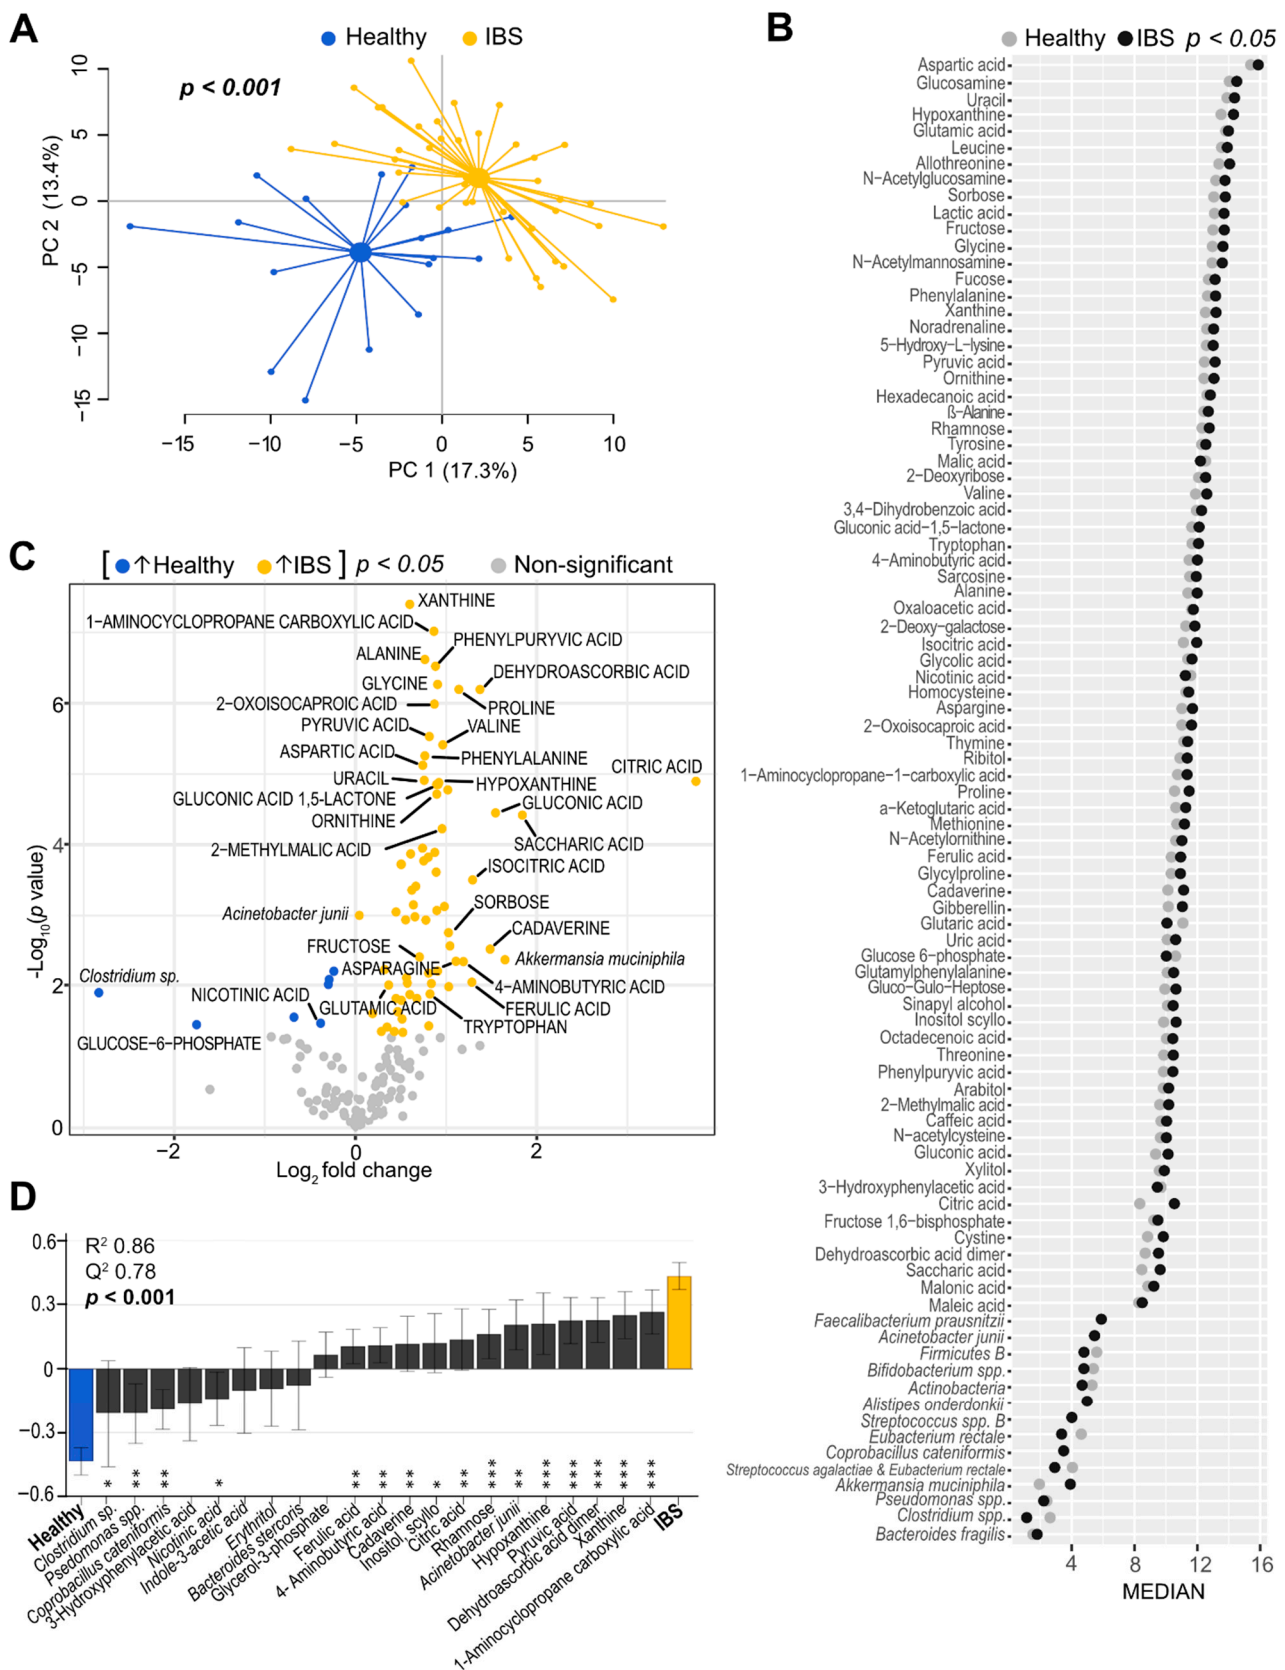 A
Healthy
IBS
p < 0.001
10
5
0
−5
−10
−15
PC 2 (13.4%)
−15
−10
−5
0
5
10
PC 1 (17.3%)
B
Healthy
IBS
p < 0.05
Aspartic acid
Glucosamine
Uracil
Hypoxanthine
Glutamic acid
Leucine
Allothreonine
N−Acetylglucosamine
Sorbose
Lactic acid
Fructose
Glycine
N−Acetylmannosamine
Fucose
Phenylalanine
Xanthine
Noradrenaline
5−Hydroxy−L−lysine
Pyruvic acid
Ornithine
Hexadecanoic acid
ß−Alanine
Rhamnose
Tyrosine
Malic acid
2−Deoxyribose
Valine
3,4−Dihydrobenzoic acid
Gluconic acid−1,5−lactone
Tryptophan
4−Aminobutyric acid
Sarcosine
Alanine
Oxaloacetic acid
2−Deoxy−galactose
Isocitric acid
Glycolic acid
Nicotinic acid
Homocysteine
Aspargine
2−Oxoisocaproic acid
Thymine
Ribitol
1−Aminocyclopropane−1−carboxylic acid
Proline
a−Ketoglutaric acid
Methionine
N−Acetylornithine
Ferulic acid
Glycylproline
Cadaverine
Gibberellin
Glutaric acid
Uric acid
Glucose 6−phosphate
Glutamylphenylalanine
Gluco−Gulo−Heptose
Sinapyl alcohol
Inositol scyllo
Octadecenoic acid
Threonine
Phenylpuryvic acid
Arabitol
2−Methylmalic acid
Caffeic acid
N−acetylcysteine
Gluconic acid
Xylitol
3−Hydroxyphenylacetic acid
Citric acid
Fructose 1,6−bisphosphate
Cystine
Dehydroascorbic acid dimer
Saccharic acid
Malonic acid
Maleic acid
Faecalibacterium prausnitzii
Acinetobacter junii
Firmicutes B
Bifidobacterium spp.
Actinobacteria
Alistipes onderdonkii
Streptococcus spp. B
Eubacterium rectale
Coprobacillus cateniformis
Streptococcus agalactiae & Eubacterium rectale
Akkermansia muciniphila
Pseudomonas spp.
Clostridium spp.
Bacteroides fragilis
4
8
12
16
MEDIAN
C
[ ↑Healthy
↑IBS ] p < 0.05
Non-significant
XANTHINE
1−AMINOCYCLOPROPANE CARBOXYLIC ACID
PHENYLPURYVIC ACID
ALANINE
DEHYDROASCORBIC ACID
GLYCINE
2−OXOISOCAPROIC ACID
PROLINE
PYRUVIC ACID
VALINE
ASPARTIC ACID
PHENYLALANINE
CITRIC ACID
URACIL
HYPOXANTHINE
GLUCONIC ACID 1,5−LACTONE
GLUCONIC ACID
ORNITHINE
SACCHARIC ACID
2−METHYLMALIC ACID
ISOCITRIC ACID
SORBOSE
Acinetobacter junii
CADAVERINE
FRUCTOSE
Akkermansia muciniphila
ASPARAGINE
Clostridium sp.
4−AMINOBUTYRIC ACID
NICOTINIC ACID
GLUTAMIC ACID
FERULIC ACID
TRYPTOPHAN
GLUCOSE−6−PHOSPHATE
6
4
2
0
-Log10(p value)
−2
0
2
Log2 fold change
D
R2 0.86
Q2 0.78
p < 0.001
0.6
0.3
0
−0.3
−0.6
*
**
**
*
**
**
**
*
**
***
**
***
***
***
***
***
Healthy
Clostridium sp.
Psedomonas spp.
Coprobacillus cateniformis
3-Hydroxyphenylacetic acid
Nicotinic acid
Indole-3-acetic acid
Erythritol
Bacteroides stercoris
Glycerol-3-phosphate
Ferulic acid
4- Aminobutyric acid
Cadaverine
Inositol, scyllo
Citric acid
Rhamnose
Acinetobacter junii
Hypoxanthine
Pyruvic acid
Dehydroascorbic acid dimer
Xanthine
1-Aminocyclopropane carboxylic acid
IBS